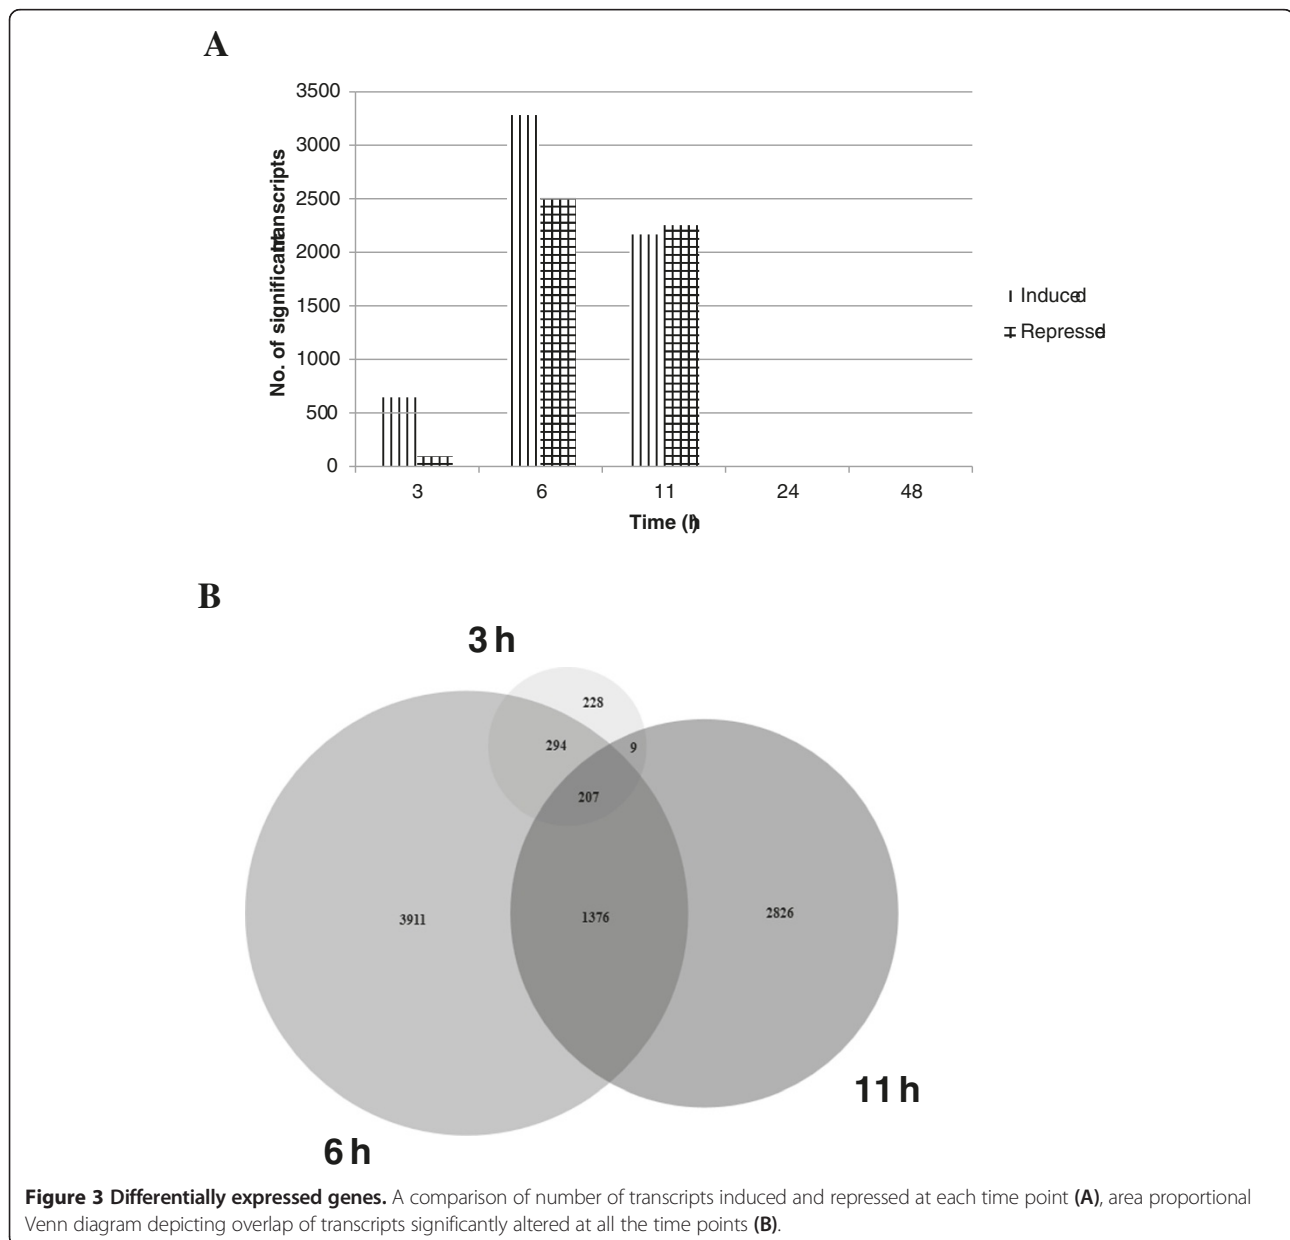 A
3500
3000
2500
2000
1500
1000
500
0
No. of significant transcripts
3 6 11 24 48
Time (h)
Induced
Repressed
B
3 h
228
294
9
207
3911
1376
2826
11 h
6 h
Figure 3 Differentially expressed genes. A comparison of number of transcripts induced and repressed at each time point (A), area proportional
Venn diagram depicting overlap of transcripts significantly altered at all the time points (B).